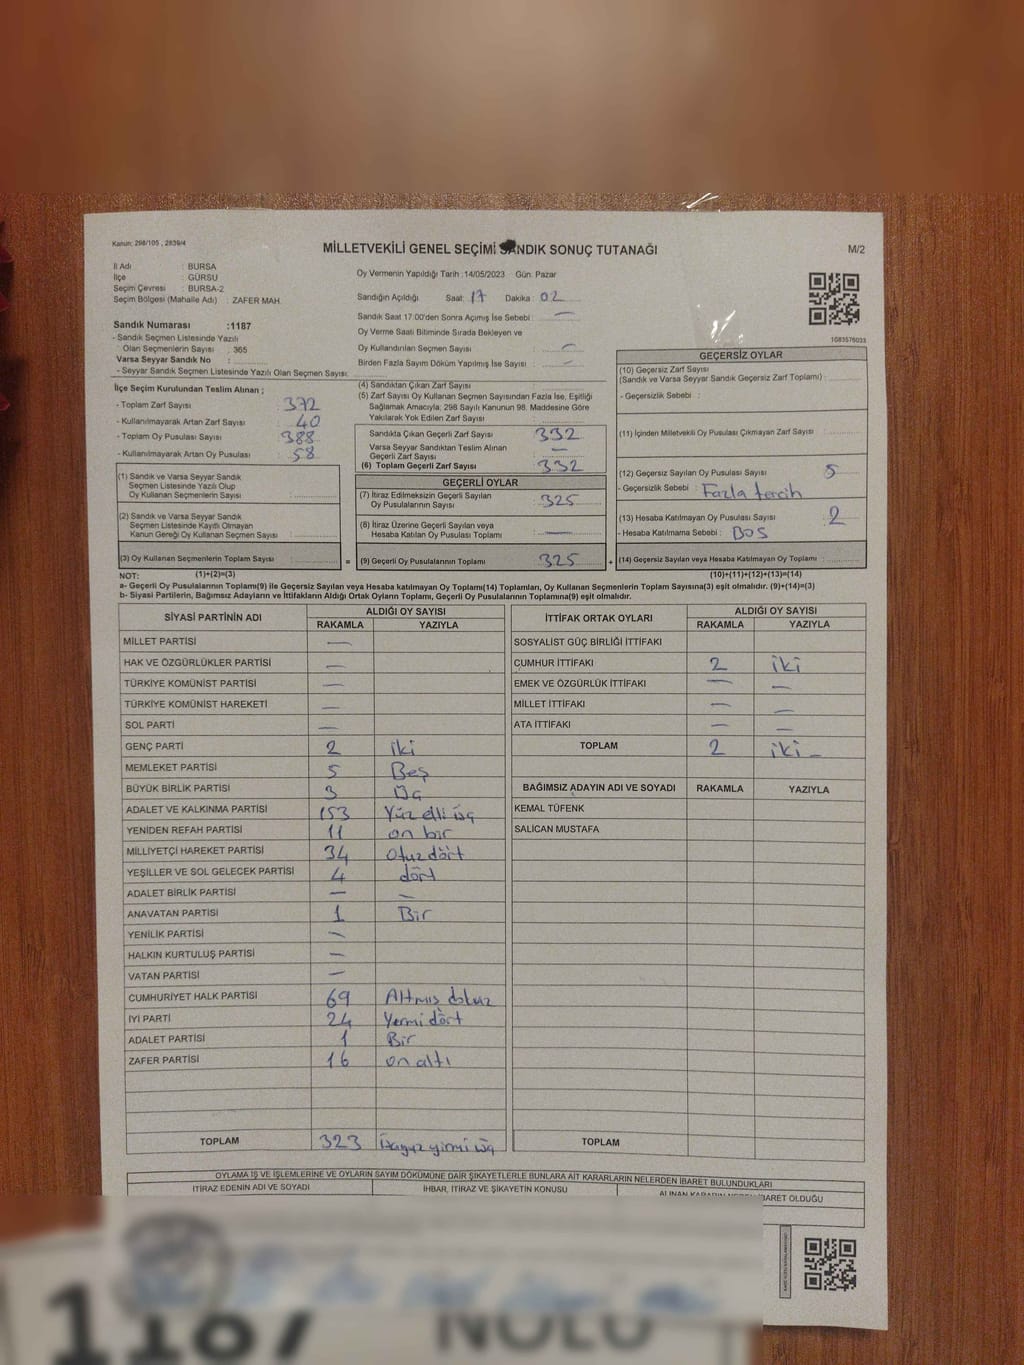 Kanun: 298/105 , 2839/4
MİLLETVEKİLİ GENEL SEÇİMİ SANDIK SONUÇ TUTANAĞI
M/2
İl Adı : BURSA
İlçe : GÜRSU
Seçim Çevresi : BURSA-2
Seçim Bölgesi (Mahalle Adı) : ZAFER MAH.
Oy Vermenin Yapıldığı Tarih :14/05/2023 Gün: Pazar
Sandığın Açıldığı Saat: 17 Dakika : 02
Sandık Saat 17:00'den Sonra Açımış İse Sebebi : —
Oy Verme Saati Bitiminde Sırada Bekleyen ve
Oy Kullandırılan Seçmen Sayısı : —
Birden Fazla Sayım Döküm Yapılmış İse Sayısı : —
1083576033
Sandık Numarası :1187
- Sandık Seçmen Listesinde Yazılı
Olan Seçmenlerin Sayısı : 365
Varsa Seyyar Sandık No :
- Seyyar Sandık Seçmen Listesinde Yazılı Olan Seçmen Sayısı:
İlçe Seçim Kurulundan Teslim Alınan ;
- Toplam Zarf Sayısı : 372
- Kullanılmayarak Artan Zarf Sayısı : 40
- Toplam Oy Pusulası Sayısı : 388
- Kullanılmayarak Artan Oy Pusulası : 58
(1) Sandık ve Varsa Seyyar Sandık
Seçmen Listesinde Yazılı Olup
Oy Kullanan Seçmenlerin Sayısı :
(2) Sandık ve Varsa Seyyar Sandık
Seçmen Listesinde Kayıtlı Olmayan
Kanun Gereği Oy Kullanan Seçmen Sayısı :
(3) Oy Kullanan Seçmenlerin Toplam Sayısı :
(4) Sandıktan Çıkan Zarf Sayısı :
(5) Zarf Sayısı Oy Kullanan Seçmen Sayısından Fazla İse, Eşitliği
Sağlamak Amacıyla, 298 Sayılı Kanunun 98. Maddesine Göre
Yakılarak Yok Edilen Zarf Sayısı :
Sandıkta Çıkan Geçerli Zarf Sayısı : 332
Varsa Seyyar Sandıktan Teslim Alınan
Geçerli Zarf Sayısı : —
(6) Toplam Geçerli Zarf Sayısı : 332
GEÇERLİ OYLAR
(7) İtiraz Edilmeksizin Geçerli Sayılan
Oy Pusulalarının Sayısı : 325
(8) İtiraz Üzerine Geçerli Sayılan veya
Hesaba Katılan Oy Pusulası Toplamı : —
= (9) Geçerli Oy Pusulalarının Toplamı : 325 +
GEÇERSİZ OYLAR
(10) Geçersiz Zarf Sayısı
(Sandık ve Varsa Seyyar Sandık Geçersiz Zarf Toplamı) :
- Geçersizlik Sebebi :
(11) İçinden Milletvekili Oy Pusulası Çıkmayan Zarf Sayısı :
(12) Geçersiz Sayılan Oy Pusulası Sayısı : 5
- Geçersizlik Sebebi : Fazla tercih
(13) Hesaba Katılmayan Oy Pusulası Sayısı : 2
- Hesaba Katılmama Sebebi : BOŞ
(14) Geçersiz Sayılan veya Hesaba Katılmayan Oy Toplamı :
NOT: (1)+(2)=(3) (10)+(11)+(12)+(13)=(14)
a- Geçerli Oy Pusulalarının Toplamı(9) ile Geçersiz Sayılan veya Hesaba katılmayan Oy Toplamı(14) Toplamları, Oy Kullanan Seçmenlerin Toplam Sayısına(3) eşit olmalıdır. (9)+(14)=(3)
b- Siyasi Partilerin, Bağımsız Adayların ve İttifakların Aldığı Ortak Oyların Toplamı, Geçerli Oy Pusulalarının Toplamına(9) eşit olmalıdır.
SİYASİ PARTİNİN ADI ALDIĞI OY SAYISI
RAKAMLA YAZIYLA
MİLLET PARTİSİ —
HAK VE ÖZGÜRLÜKLER PARTİSİ —
TÜRKİYE KOMÜNİST PARTİSİ —
TÜRKİYE KOMÜNİST HAREKETİ —
SOL PARTİ —
GENÇ PARTİ 2 iki
MEMLEKET PARTİSİ 5 Beş
BÜYÜK BİRLİK PARTİSİ 3 Üç
ADALET VE KALKINMA PARTİSİ 153 Yüz elli üç
YENİDEN REFAH PARTİSİ 11 on bir
MİLLİYETÇİ HAREKET PARTİSİ 34 Otuz dört
YEŞİLLER VE SOL GELECEK PARTİSİ 4 dört
ADALET BİRLİK PARTİSİ — —
ANAVATAN PARTİSİ 1 Bir
YENİLİK PARTİSİ —
HALKIN KURTULUŞ PARTİSİ —
VATAN PARTİSİ —
CUMHURİYET HALK PARTİSİ 69 Altmış dokuz
İYİ PARTİ 24 Yermi dört
ADALET PARTİSİ 1 Bir
ZAFER PARTİSİ 16 on altı
TOPLAM 323 üçyüz yirmi üç
İTTİFAK ORTAK OYLARI ALDIĞI OY SAYISI
RAKAMLA YAZIYLA
SOSYALİST GÜÇ BİRLİĞİ İTTİFAKI
CUMHUR İTTİFAKI 2 iki
EMEK VE ÖZGÜRLÜK İTTİFAKI — —
MİLLET İTTİFAKI — —
ATA İTTİFAKI — —
TOPLAM 2 iki –
BAĞIMSIZ ADAYIN ADI VE SOYADI RAKAMLA YAZIYLA
KEMAL TÜFENK
SALİCAN MUSTAFA
TOPLAM
OYLAMA İŞ VE İŞLEMLERİNE VE OYLARIN SAYIM DÖKÜMÜNE DAİR ŞİKAYETLERLE BUNLARA AİT KARARLARIN NELERDEN İBARET BULUNDUKLARI
İTİRAZ EDENİN ADI VE SOYADI İHBAR, İTİRAZ VE ŞİKAYETİN KONUSU ALINAN KARARIN NEDEN İBARET OLDUĞU
1187 NOLU